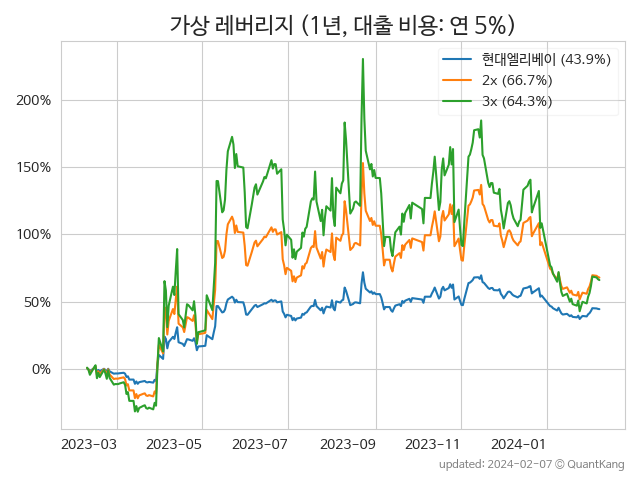 가상 레버리지 (1년, 대출 비용: 연 5%)
현대엘리베이 (43.9%)
2x (66.7%)
3x (64.3%)
200%
150%
100%
50%
0%
2023-03 2023-05 2023-07 2023-09 2023-11 2024-01
updated: 2024-02-07 © QuantKang